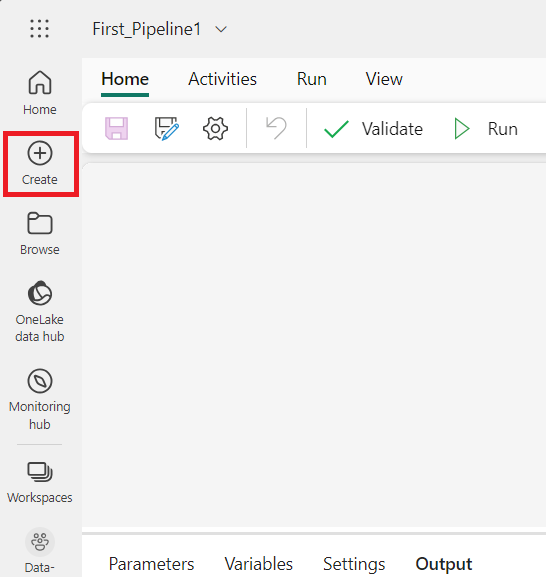 First_Pipeline1
Home
Activities
Run
View
Validate
Run
Home
Create
Browse
OneLake
data hub
Monitoring
hub
Workspaces
Data-
Parameters
Variables
Settings
Output